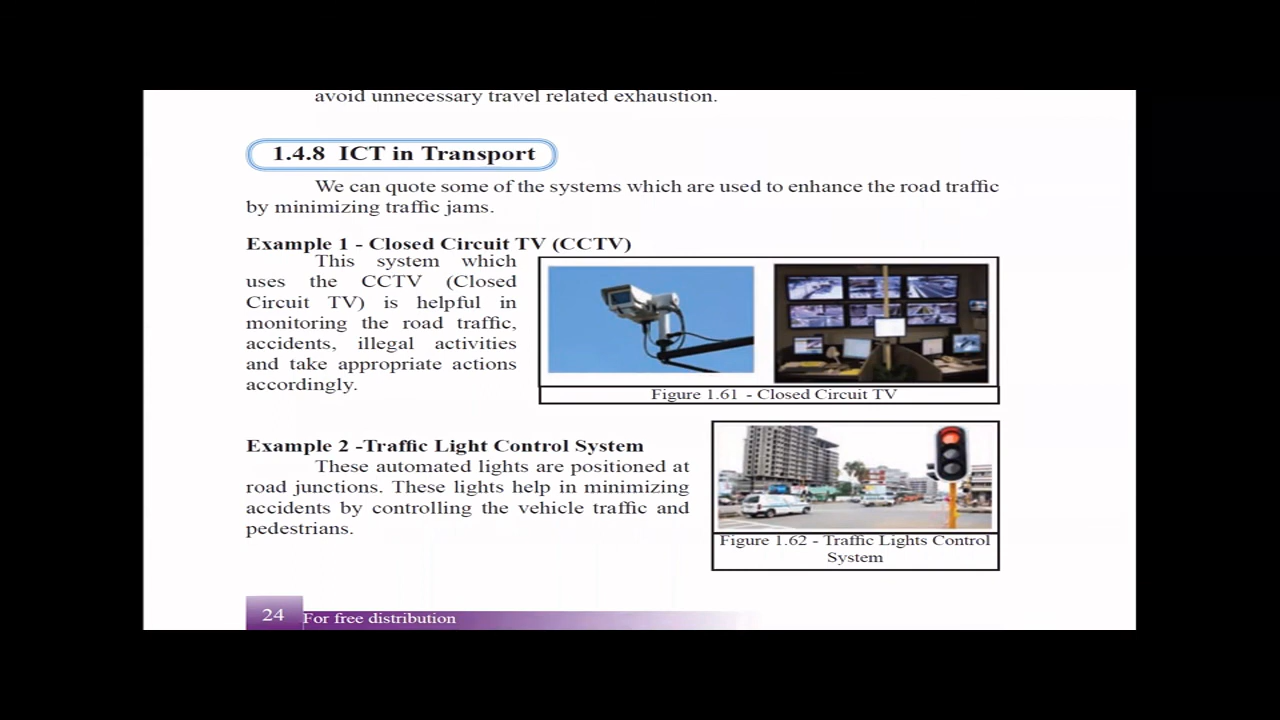 avoid unnecessary travel related exhaustion.
1.4.8 ICT in Transport
We can quote some of the systems which are used to enhance the road traffic
by minimizing traffic jams.
Example 1 - Closed Circuit TV (CCTV)
This system which
uses the CCTV (Closed
Circuit TV) is helpful in
monitoring the road traffic,
accidents, illegal activities
and take appropriate actions
accordingly.
Figure 1.61 - Closed Circuit TV
Example 2 -Traffic Light Control System
These automated lights are positioned at
road junctions. These lights help in minimizing
accidents by controlling the vehicle traffic and
pedestrians.
Figure 1.62 - Traffic Lights Control
System
24
For free distribution